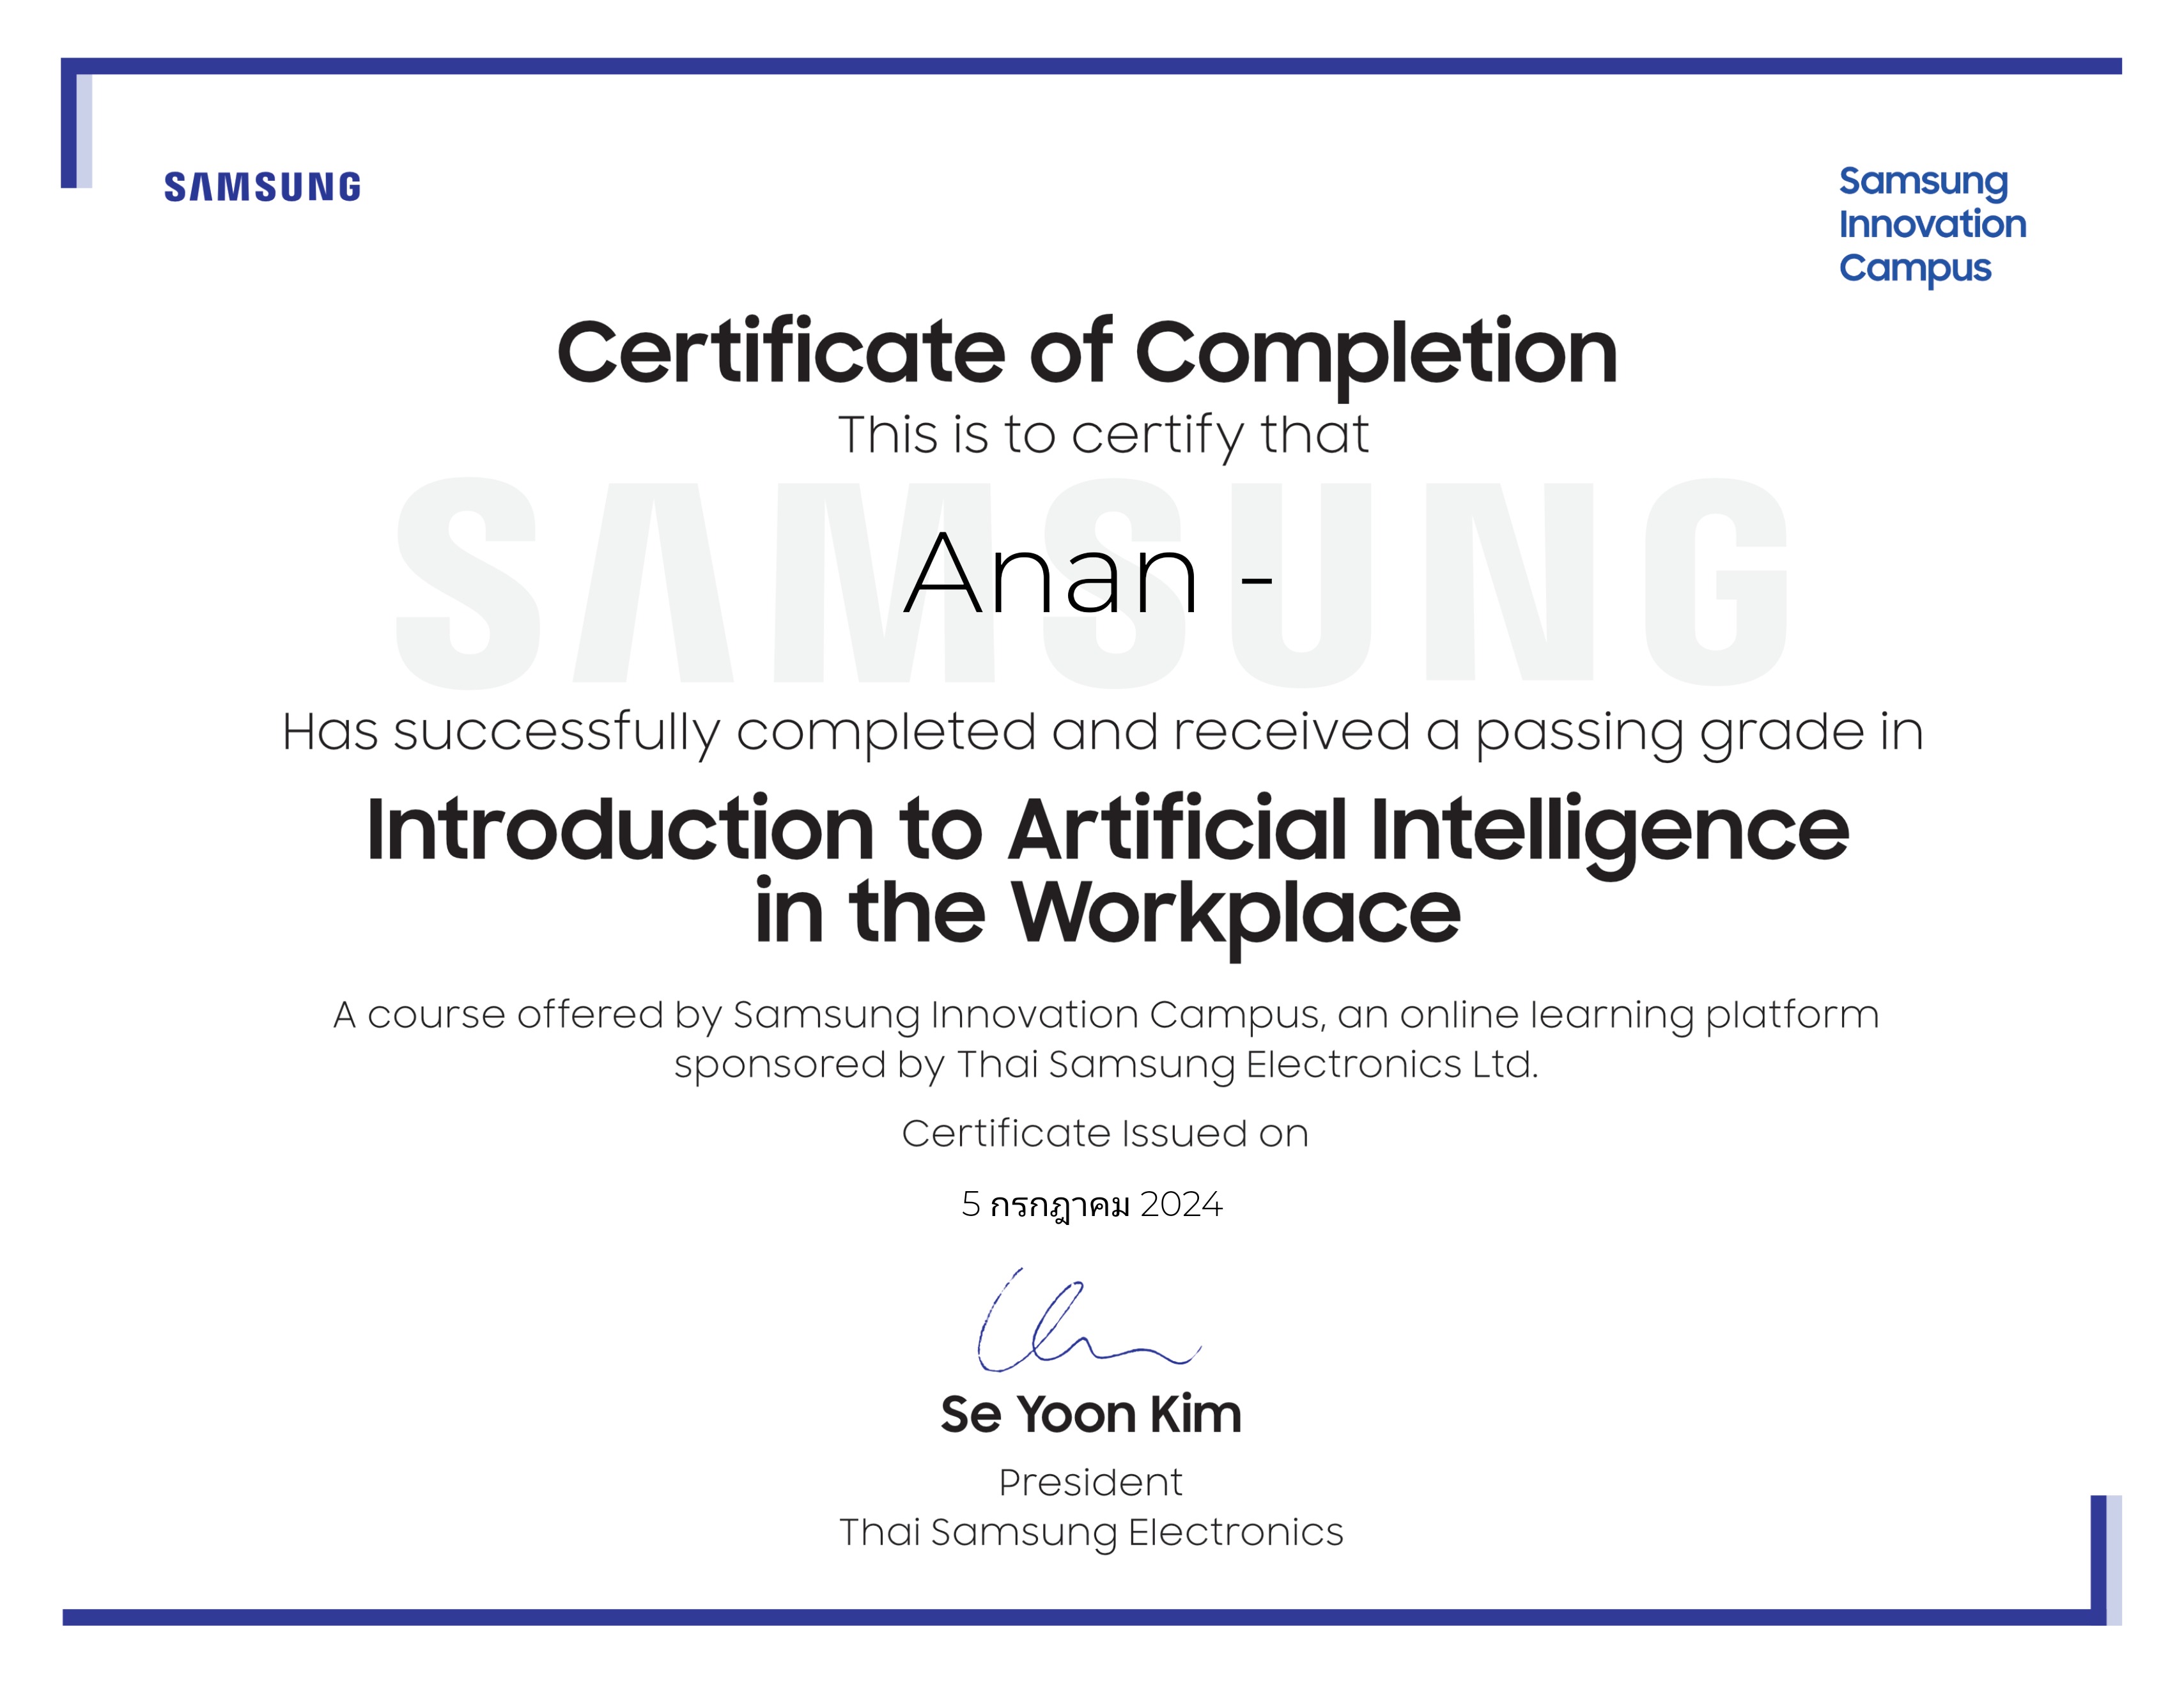 SAMSUNG
Samsung
Innovation
Campus
Certificate of Completion
This is to certify that
SAMSUNG
Anan -
Has successfully completed and received a passing grade in
Introduction to Artificial Intelligence
in the Workplace
A course offered by Samsung Innovation Campus, an online learning platform
sponsored by Thai Samsung Electronics Ltd.
Certificate Issued on
5 กรกฎาคม 2024
Se Yoon Kim
President
Thai Samsung Electronics